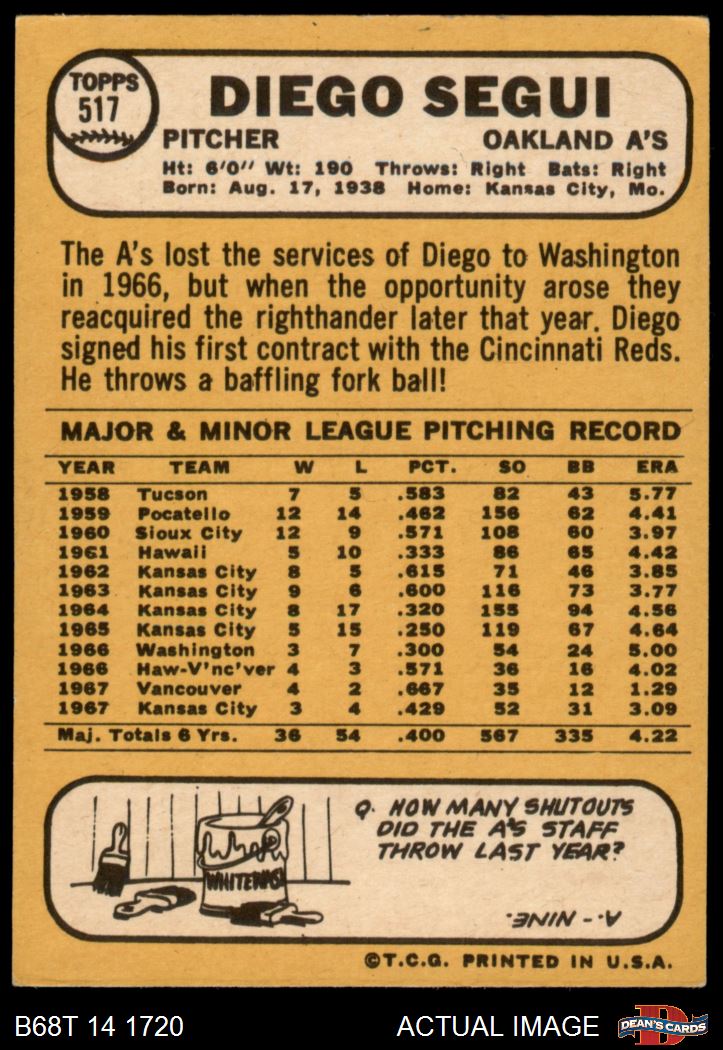 TOPPS
517
DIEGO SEGUI
PITCHER OAKLAND A'S
Ht: 6'0" Wt: 190 Throws: Right Bats: Right
Born: Aug. 17, 1938 Home: Kansas City, Mo.
The A's lost the services of Diego to Washington
in 1966, but when the opportunity arose they
reacquired the righthander later that year. Diego
signed his first contract with the Cincinnati Reds.
He throws a baffling fork ball!
MAJOR & MINOR LEAGUE PITCHING RECORD
YEAR TEAM W L PCT. SO BB ERA
1958 Tucson 7 5 .583 82 43 5.77
1959 Pocatello 12 14 .462 156 62 4.41
1960 Sioux City 12 9 .571 108 60 3.97
1961 Hawaii 5 10 .333 86 65 4.42
1962 Kansas City 8 5 .615 71 46 3.85
1963 Kansas City 9 6 .600 116 73 3.77
1964 Kansas City 8 17 .320 155 94 4.56
1965 Kansas City 5 15 .250 119 67 4.64
1966 Washington 3 7 .300 54 24 5.00
1966 Haw-V'nc'ver 4 3 .571 36 16 4.02
1967 Vancouver 4 2 .667 35 12 1.29
1967 Kansas City 3 4 .429 52 31 3.09
Maj. Totals 6 Yrs. 36 54 .400 567 335 4.22
WHITEWASH
Q. HOW MANY SHUTOUTS
DID THE A'S STAFF
THROW LAST YEAR?
A.- NINE.
©T.C.G. PRINTED IN U.S.A.
B68T 14 1720 ACTUAL IMAGE
D
DEAN'S CARDS